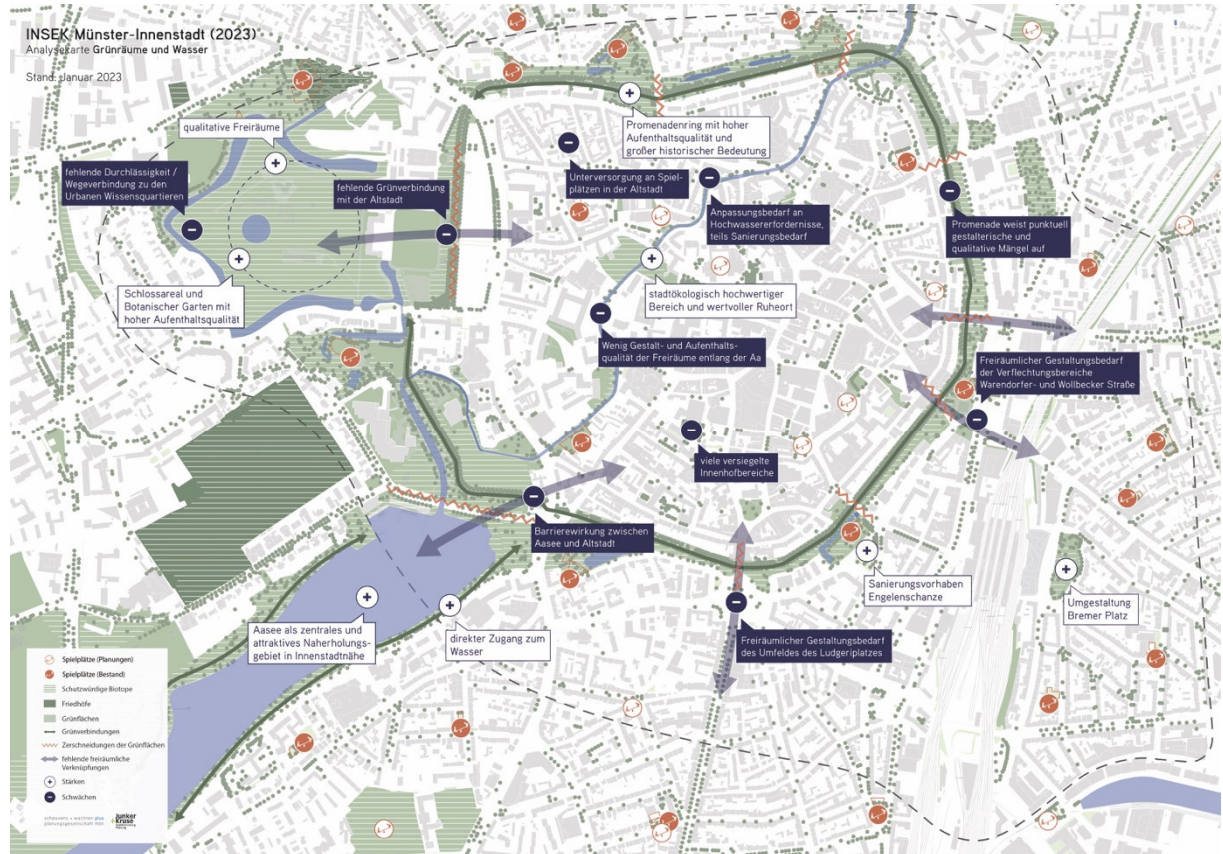 INSEK Münster-Innenstadt (2023)
Analysekarte Grünräume und Wasser
Stand: Januar 2023
qualitative Freiräume
fehlende Durchlässigkeit /
Wegeverbindung zu den
Urbanen Wissensquartieren
fehlende Grünverbindung
mit der Altstadt
Schlossareal und
Botanischer Garten mit
hoher Aufenthaltsqualität
Promenadenring mit hoher
Aufenthaltsqualität und
großer historischer Bedeutung
Unterversorgung an Spiel-
plätzen in der Altstadt
Anpassungsbedarf an
Hochwassererfordernisse,
teils Sanierungsbedarf
Promenade weist punktuell
gestalterische und
qualitative Mängel auf
stadtökologisch hochwertiger
Bereich und wertvoller Ruheort
Wenig Gestalt- und Aufenthalts-
qualität der Freiräume entlang der Aa
Freiräumlicher Gestaltungsbedarf
der Verflechtungsbereiche
Warendorfer- und Wolbecker Straße
viele versiegelte
Innenhofbereiche
Barrierewirkung zwischen
Aasee und Altstadt
Sanierungsvorhaben
Engelenschanze
Umgestaltung
Bremer Platz
Aasee als zentrales und
attraktives Naherholungs-
gebiet in Innenstadtnähe
direkter Zugang zum
Wasser
Freiräumlicher Gestaltungsbedarf
des Umfeldes des Ludgeriplatzes
Spielplätze (Planungen)
Spielplätze (Bestand)
Schutzwürdige Biotope
Friedhöfe
Grünflächen
Grünverbindungen
Zerschneidungen der Grünflächen
fehlende freiräumliche
Verknüpfungen
Stärken
Schwächen
scheuvens + wachten plus
planungsgesellschaft mbh
Junker
+Kruse